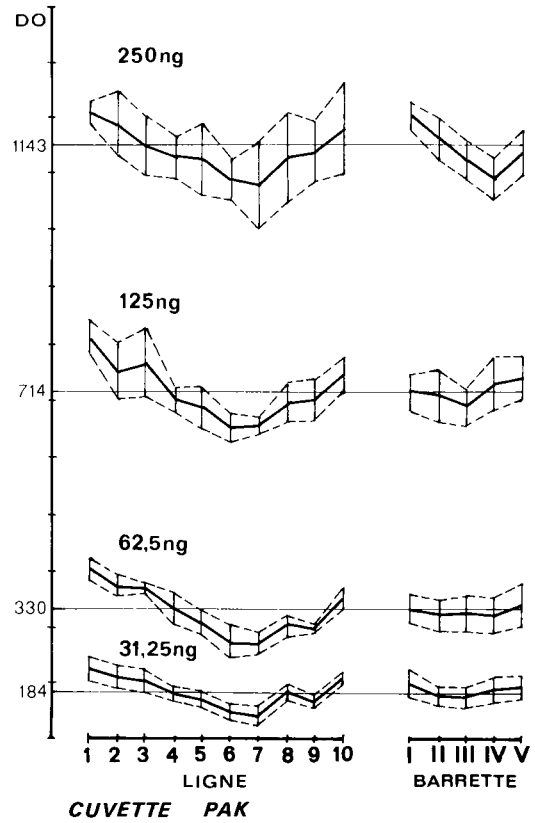 DO
250ng
1143
125ng
714
62,5ng
330
31,25ng
184
1 2 3 4 5 6 7 8 9 10
I II III IV V
LIGNE
BARRETTE
CUVETTE PAK